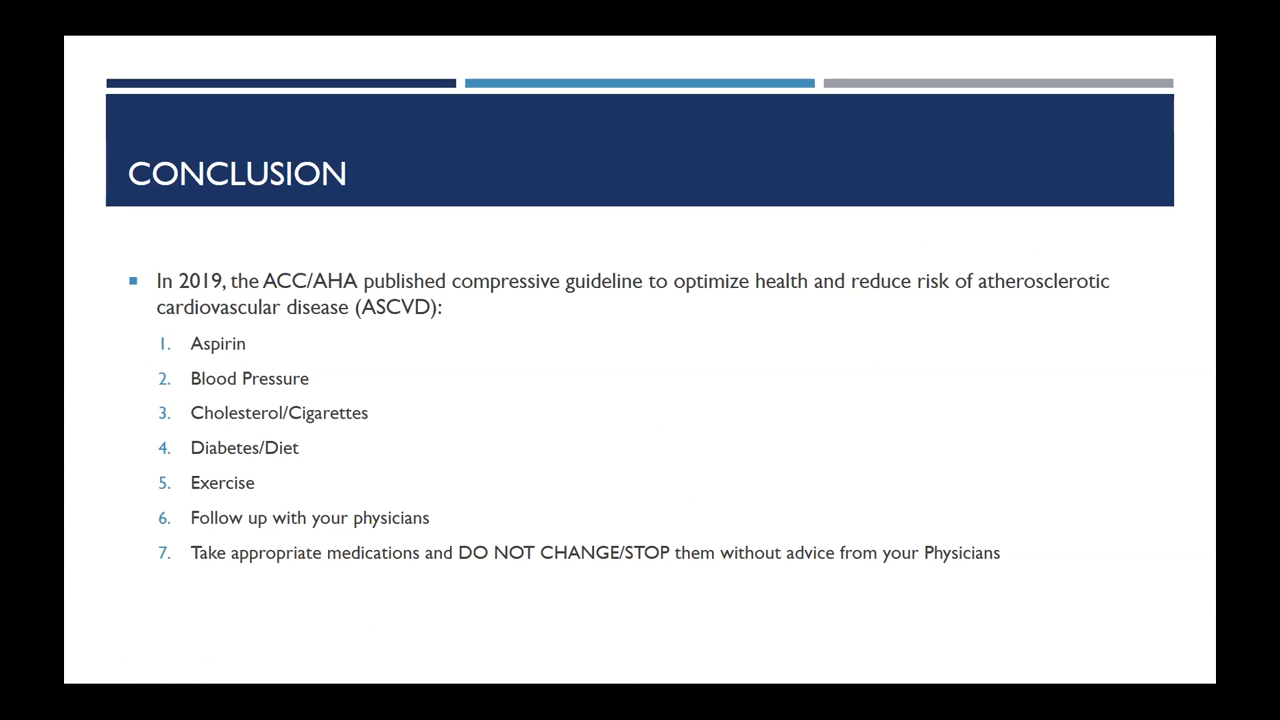 CONCLUSION
In 2019, the ACC/AHA published compressive guideline to optimize health and reduce risk of atherosclerotic
cardiovascular disease (ASCVD):
1. Aspirin
2. Blood Pressure
3. Cholesterol/Cigarettes
4. Diabetes/Diet
5. Exercise
6. Follow up with your physicians
7. Take appropriate medications and DO NOT CHANGE/STOP them without advice from your Physicians